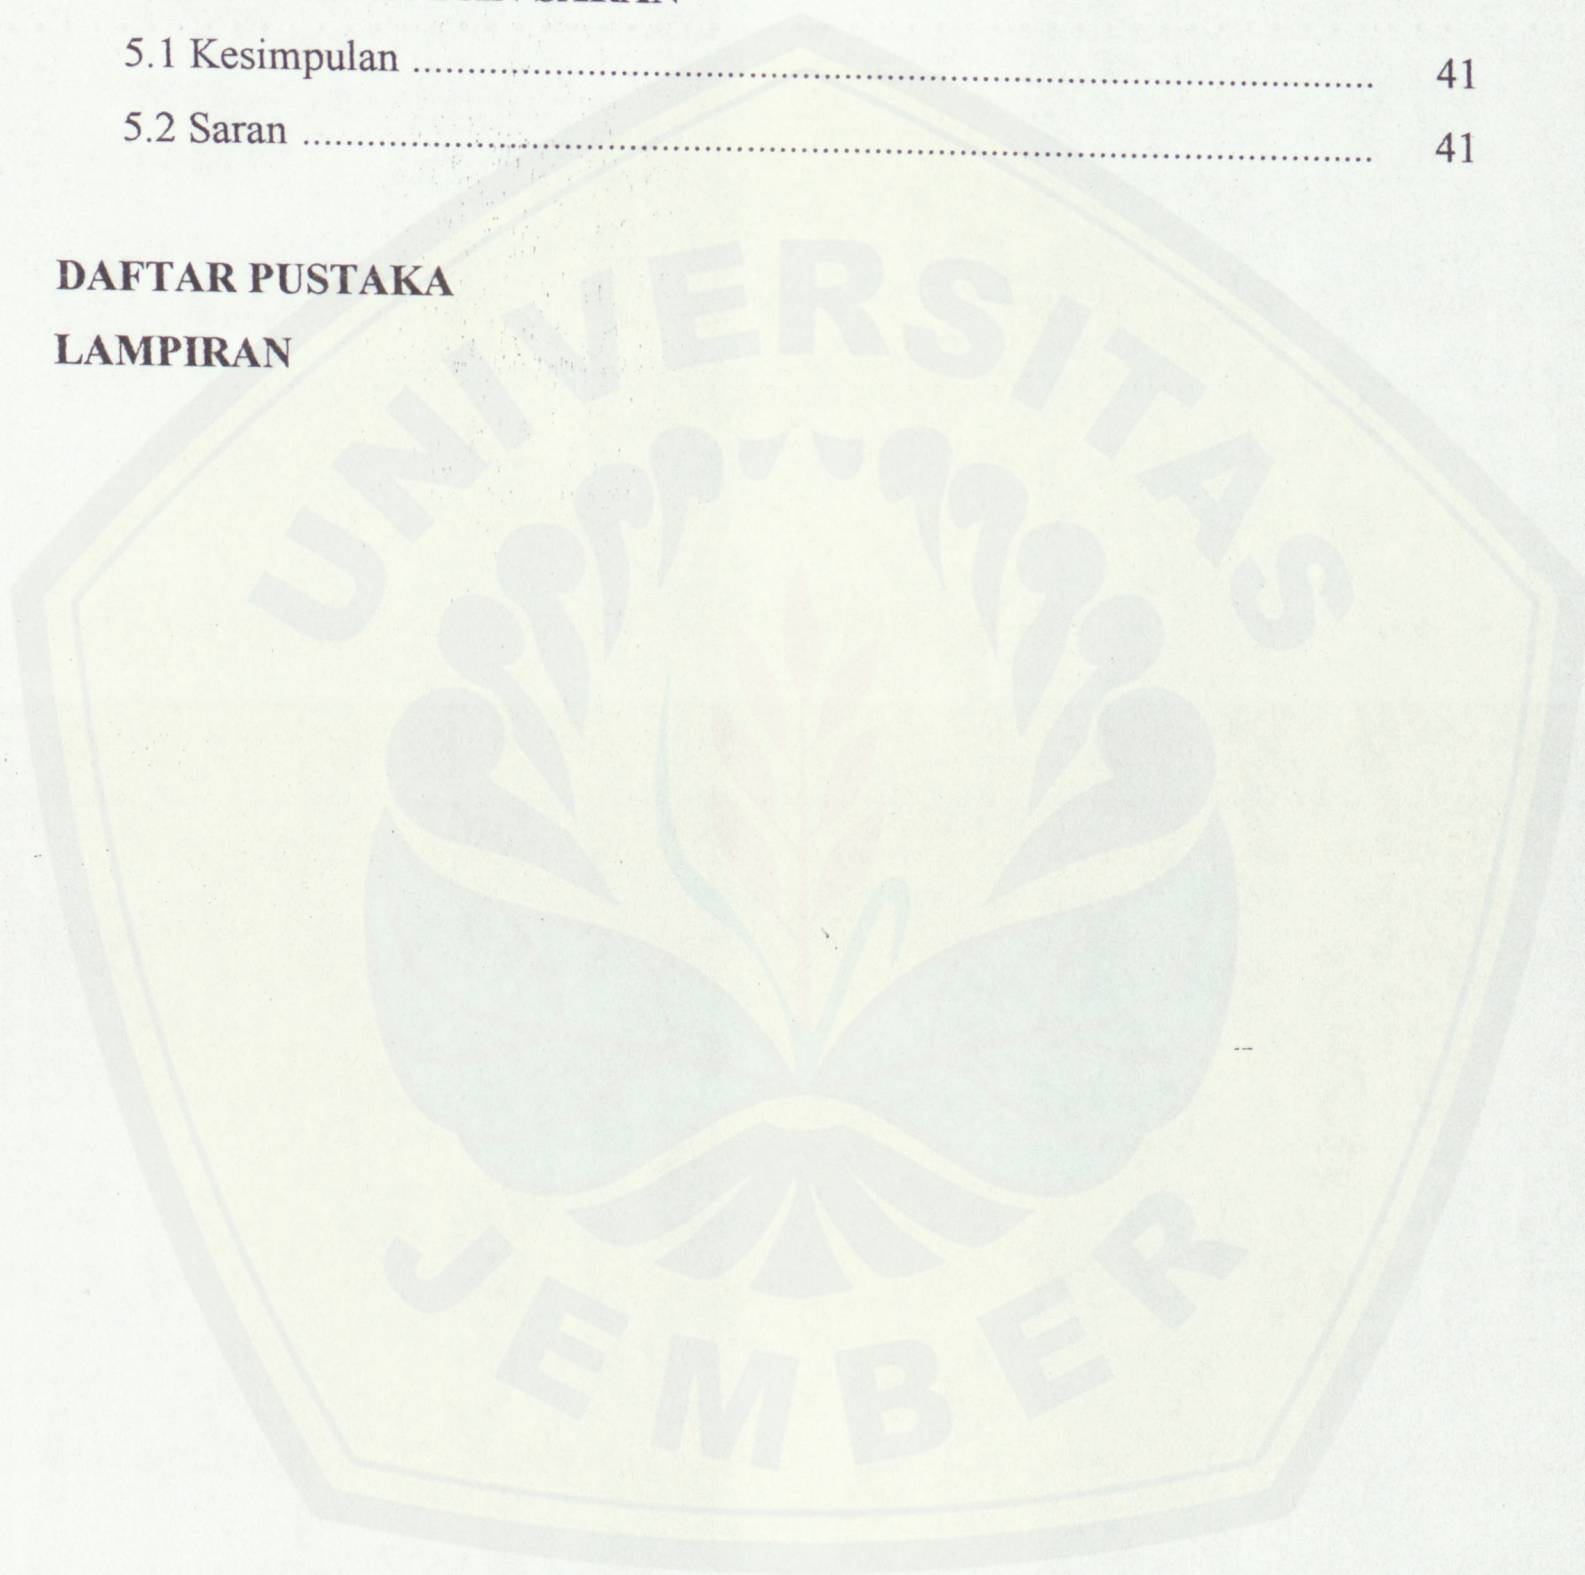 5.1 Kesimpulan ........................................ 41
5.2 Saran ........................................ 41
DAFTAR PUSTAKA
LAMPIRAN
UNIVERSITAS
JEMBER